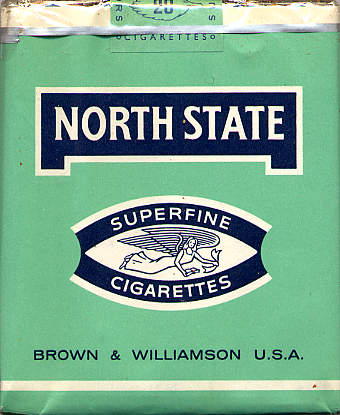 20
CIGARETTES
NORTH STATE
SUPERFINE
CIGARETTES
BROWN & WILLIAMSON U.S.A.